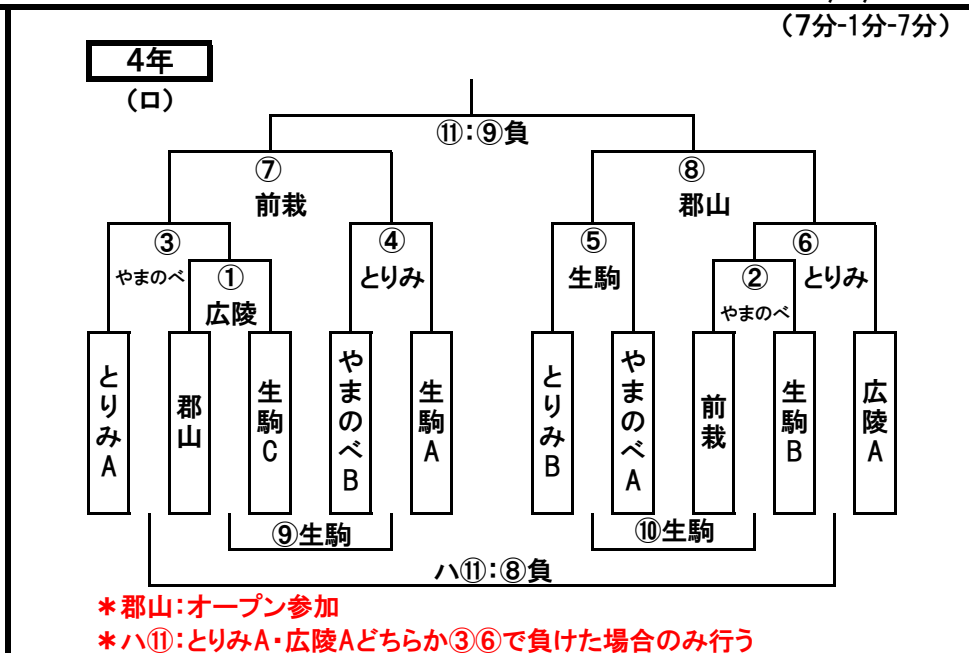 (7分-1分-7分)
4年
(ロ)
⑪：⑨負
⑦
前栽
⑧
郡山
③
やまのべ
①
広陵
④
とりみ
⑤
生駒
②
やまのべ
⑥
とりみ
とりみA
郡山
生駒C
やまのべB
生駒A
とりみB
やまのべA
前栽
生駒B
広陵A
⑨生駒
⑩生駒
ハ⑪：⑧負
＊郡山：オープン参加
＊ハ⑪：とりみA・広陵Aどちらか③⑥で負けた場合のみ行う